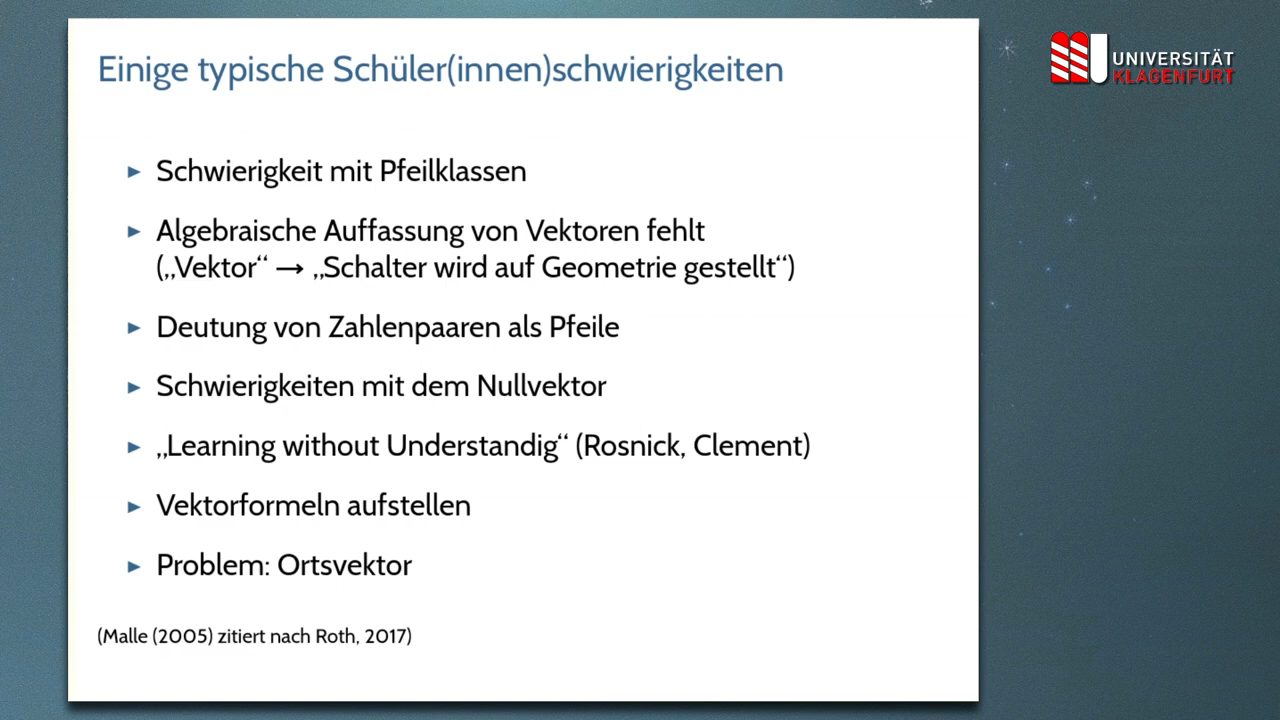 Einige typische Schüler(innen)schwierigkeiten
UNIVERSITÄT
KLAGENFURT
► Schwierigkeit mit Pfeilklassen
► Algebraische Auffassung von Vektoren fehlt
(„Vektor“ → „Schalter wird auf Geometrie gestellt“)
► Deutung von Zahlenpaaren als Pfeile
► Schwierigkeiten mit dem Nullvektor
► „Learning without Understandig“ (Rosnick, Clement)
► Vektorformeln aufstellen
► Problem: Ortsvektor
(Malle (2005) zitiert nach Roth, 2017)